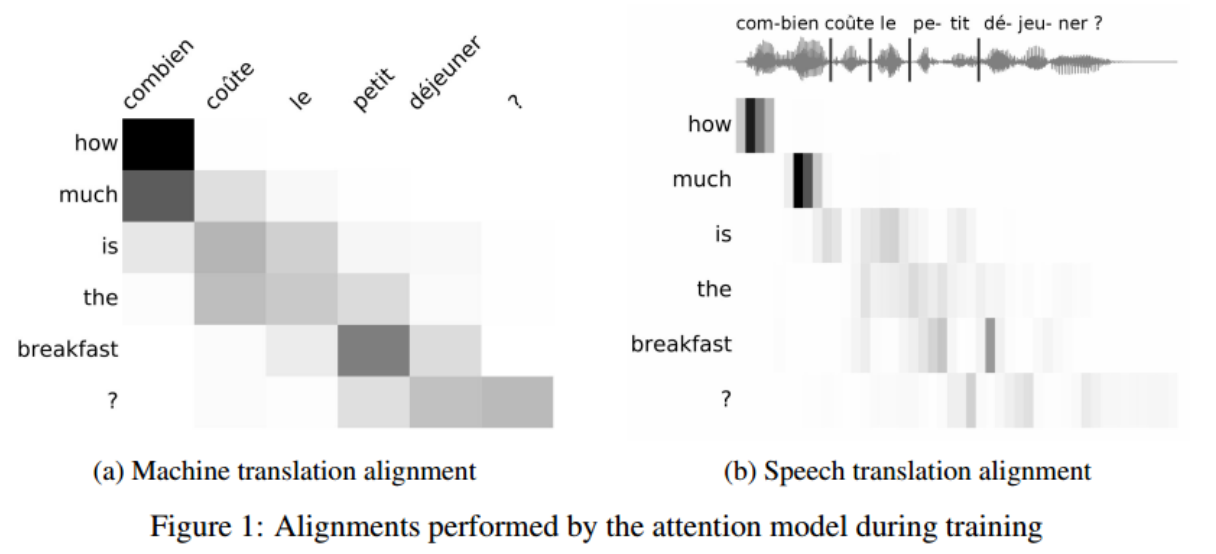 combien coûte le petit déjeuner ?
how
much
is
the
breakfast
?
(a) Machine translation alignment
com-bien coûte le pe- tit dé- jeu- ner ?
how
much
is
the
breakfast
?
(b) Speech translation alignment
Figure 1: Alignments performed by the attention model during training